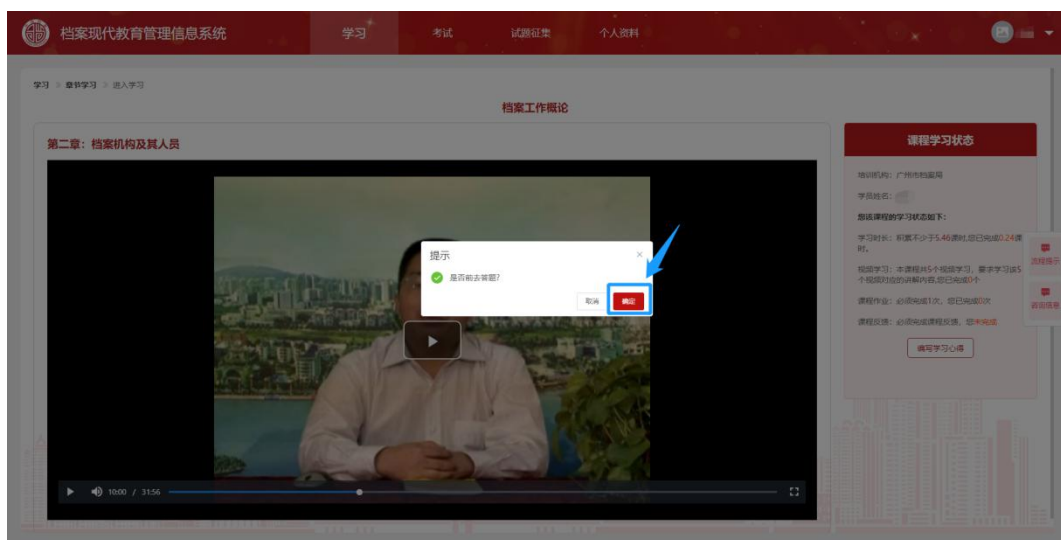 档案现代教育管理信息系统
学习
考试
试题征集
个人资料
学习 > 章节学习 > 进入学习
档案工作概论
第二章：档案机构及其人员
课程学习状态
培训机构：广州市档案局
学员姓名：
您该课程的学习状态如下：
学习时长：积累不少于5.46课时,您已完成0.24课
时。
视频学习：本课程共5个视频学习，要求学习该5
个视频对应的讲解内容,您已完成0个
课程作业：必须完成1次，您已完成0次
课程反馈：必须完成课程反馈，您未完成
编写学习心得
流程提示
提示
是否前去答题?
取消
确定
10:00 / 31:56